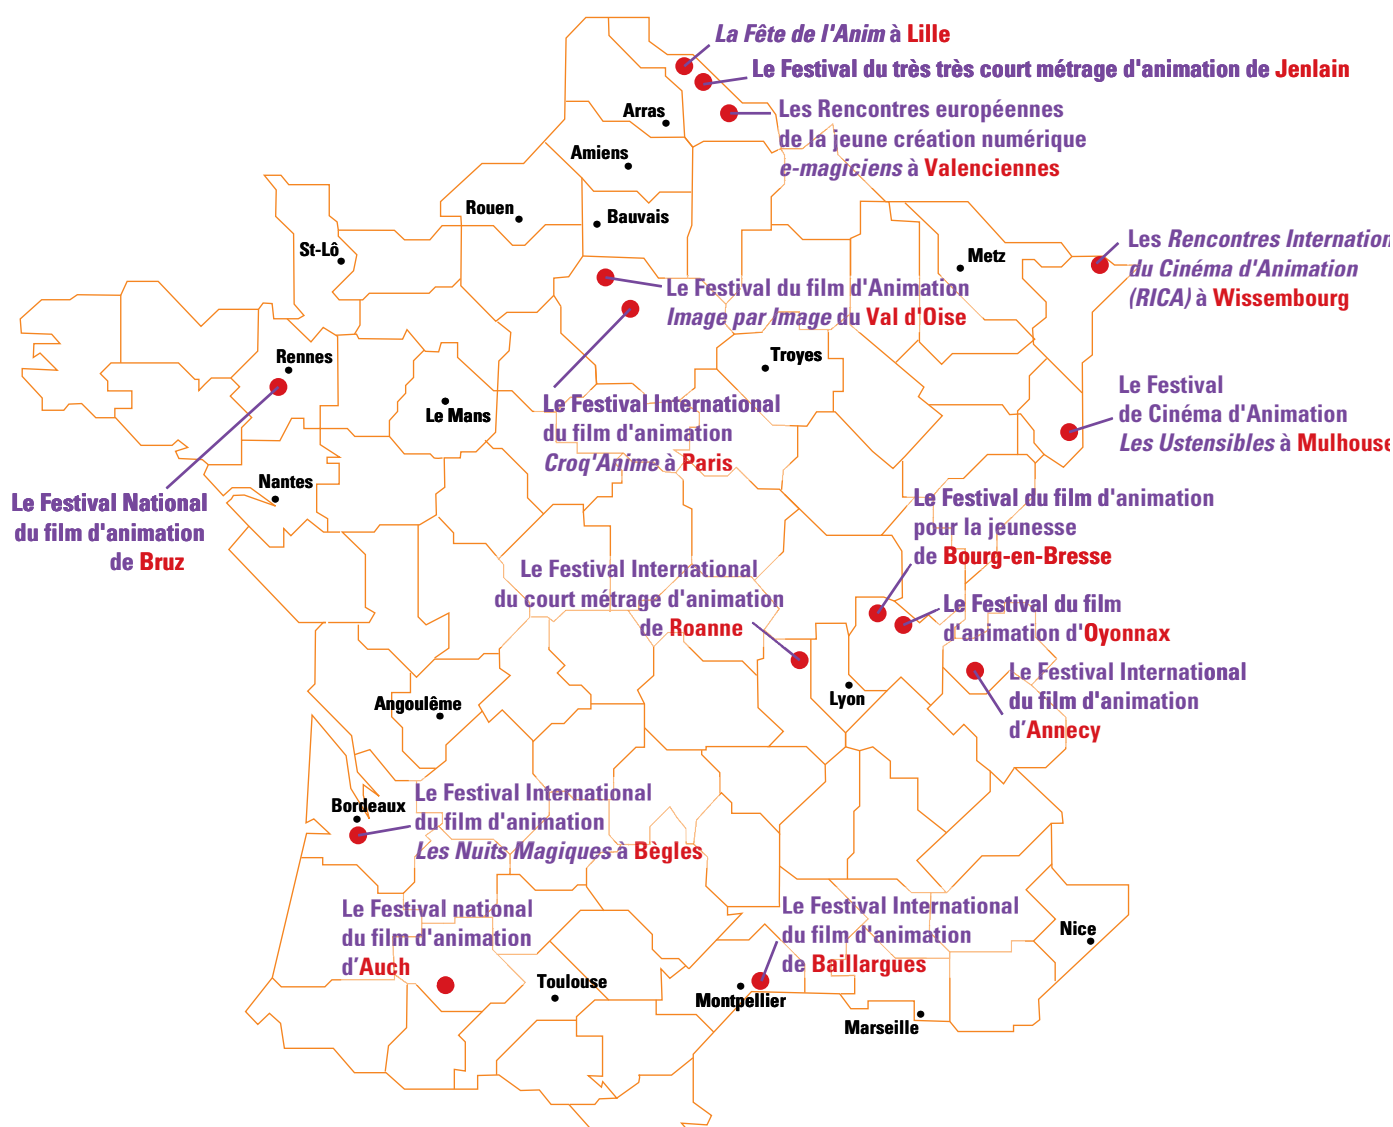 La Fête de l'Anim à Lille
Le Festival du très très court métrage d'animation de Jenlain
Les Rencontres européennes
de la jeune création numérique
e-magiciens à Valenciennes
Arras
Amiens
Rouen
Bauvais
St-Lô
Metz
Les Rencontres Internation
du Cinéma d'Animation
(RICA) à Wissembourg
Le Festival du film d'Animation
Image par Image du Val d'Oise
Rennes
Troyes
Le Mans
Le Festival International
du film d'animation
Croq'Anime à Paris
Le Festival
de Cinéma d'Animation
Les Ustensibles à Mulhouse
Nantes
Le Festival National
du film d'animation
de Bruz
Le Festival du film d'animation
pour la jeunesse
de Bourg-en-Bresse
Le Festival International
du court métrage d'animation
de Roanne
Le Festival du film
d'animation d'Oyonnax
Le Festival International
du film d'animation
d'Annecy
Lyon
Angoulême
Bordeaux
Le Festival International
du film d'animation
Les Nuits Magiques à Bègles
Le Festival national
du film d'animation
d'Auch
Le Festival International
du film d'animation
de Baillargues
Nice
Toulouse
Montpellier
Marseille